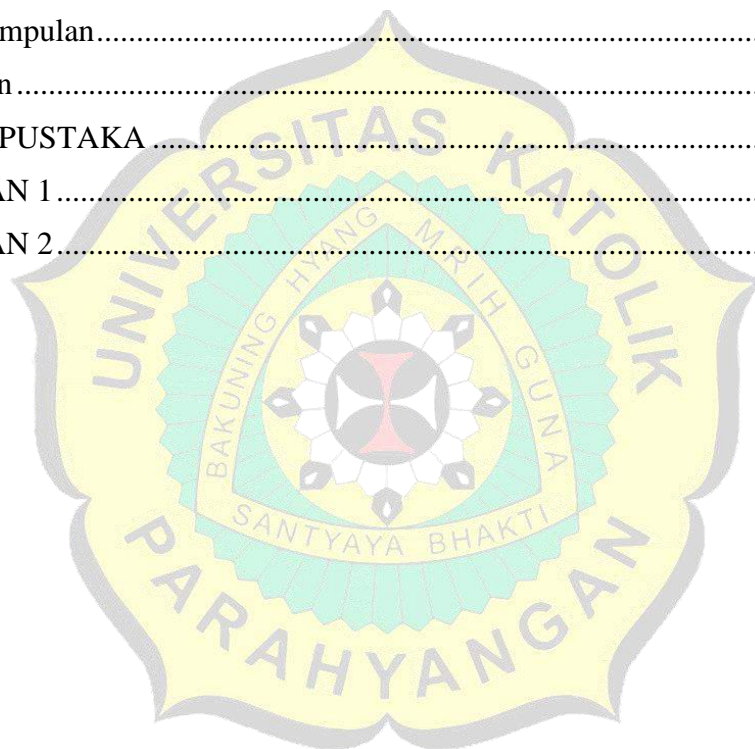 mpulan
n
PUSTAKA
AN 1
AN 2
UNIVERSITAS KATOLIK
PARAHYANGAN
BAKUNING HYANG MRIH GUNA
SANTYAYA BHAKTI